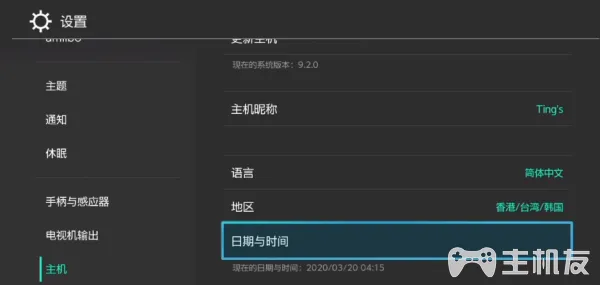 设置
amiibo
主题
通知
休眠
手柄与感应器
电视机输出
主机
更新主机
现在的系统版本：9.2.0
主机昵称 Ting's
语言 简体中文
地区 香港/台湾/韩国
日期与时间
现在的日期与时间：2020/03/20 04:15
主机友